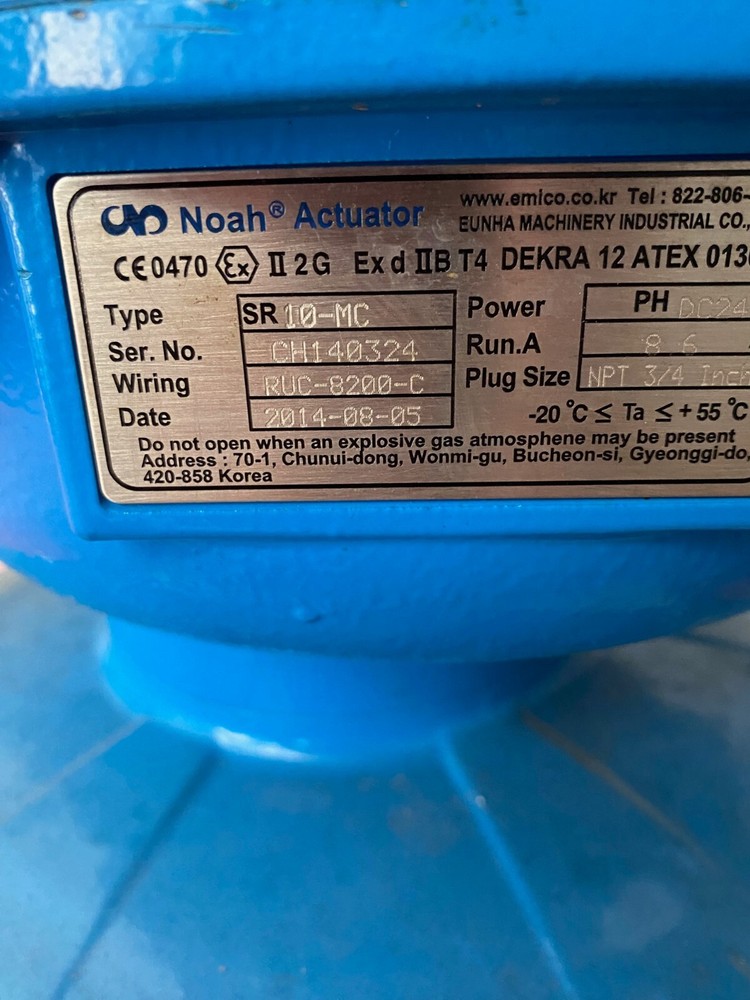 Noah® Actuator
www.emico.co.kr Tel : 822-806-
EUNHA MACHINERY INDUSTRIAL CO.,
CE0470 Ex II 2G Ex d IIB T4 DEKRA 12 ATEX 013
Type SR 10-MC Power PH DC24
Ser. No. CH140324 Run.A 8.6
Wiring RUC-8200-C Plug Size NPT 3/4 Inch
Date 2014-08-05 -20 °C ≤ Ta ≤ + 55 °C
Do not open when an explosive gas atmosphere may be present
Address : 70-1, Chunui-dong, Wonmi-gu, Bucheon-si, Gyeonggi-do,
420-858 Korea